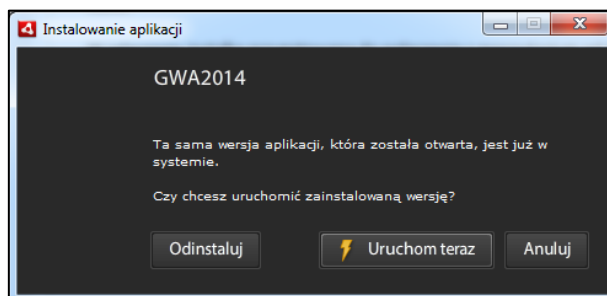 Instalowanie aplikacji
GWA2014
Ta sama wersja aplikacji, która została otwarta, jest już w
systemie.
Czy chcesz uruchomić zainstalowaną wersję?
Odinstaluj Uruchom teraz Anuluj